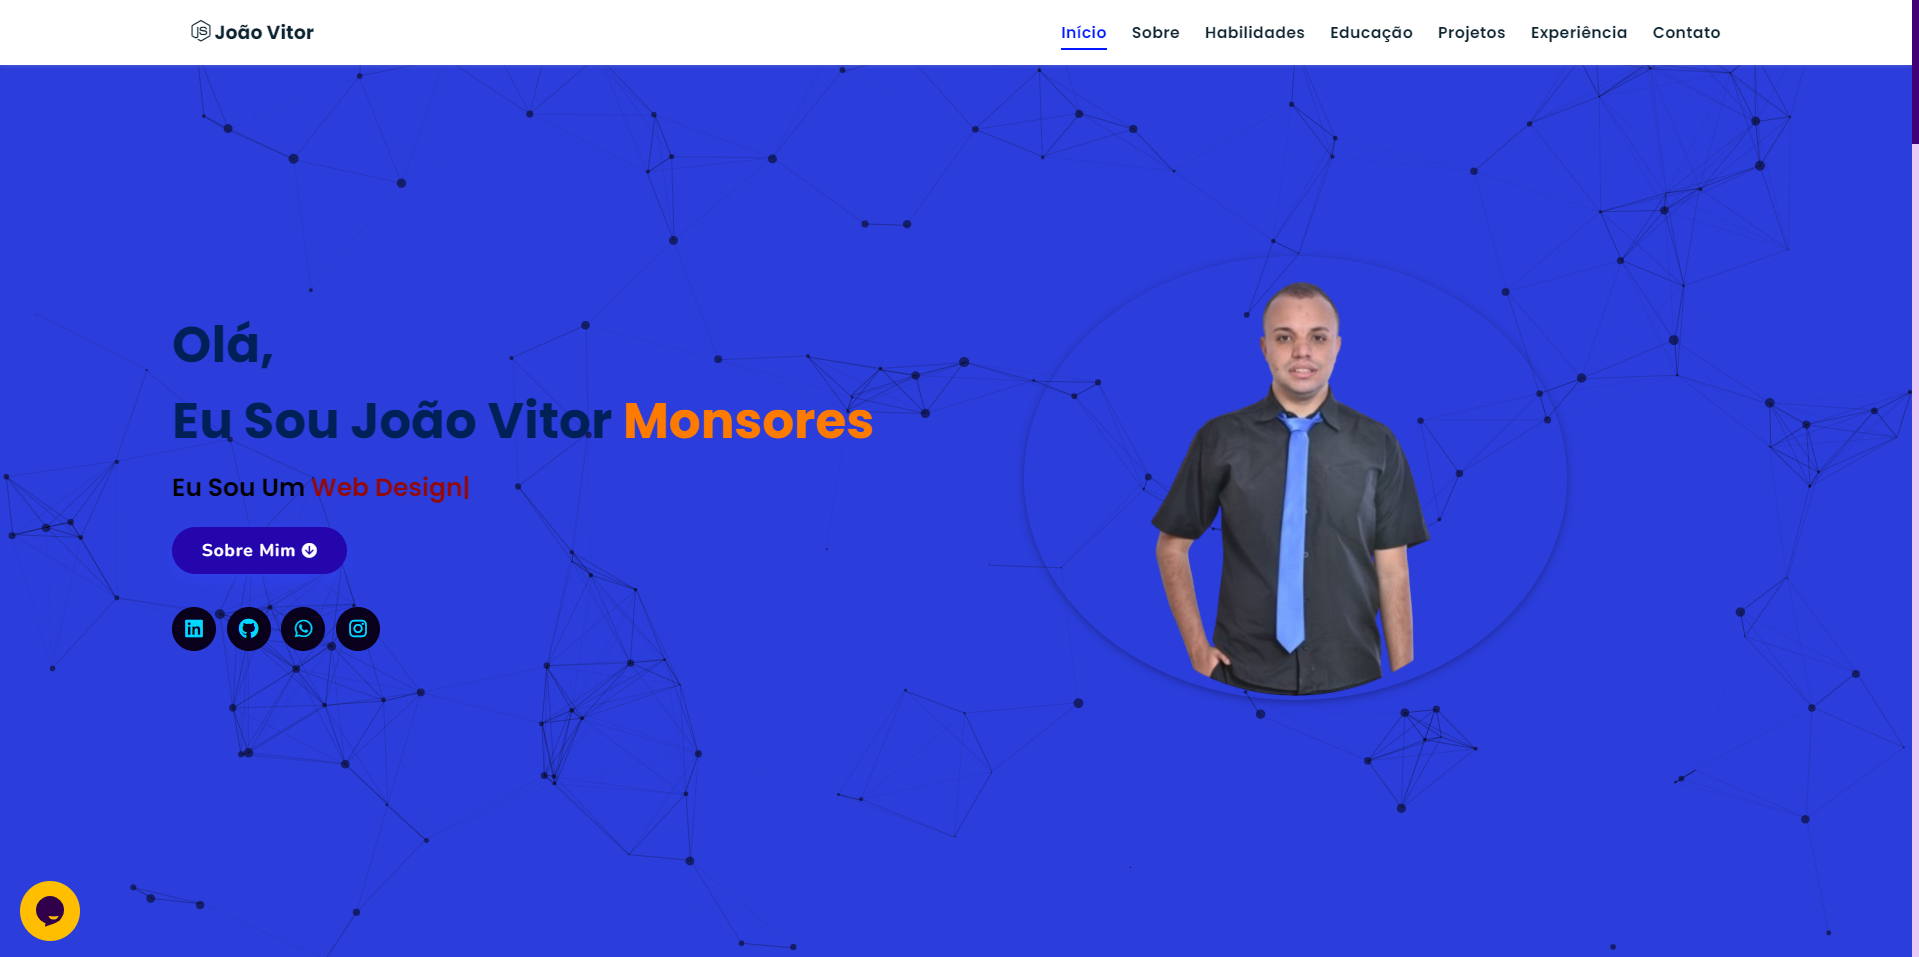 João Vitor
Início Sobre Habilidades Educação Projetos Experiência Contato
Olá,
Eu Sou João Vitor Monsores
Eu Sou Um Web Design|
Sobre Mim